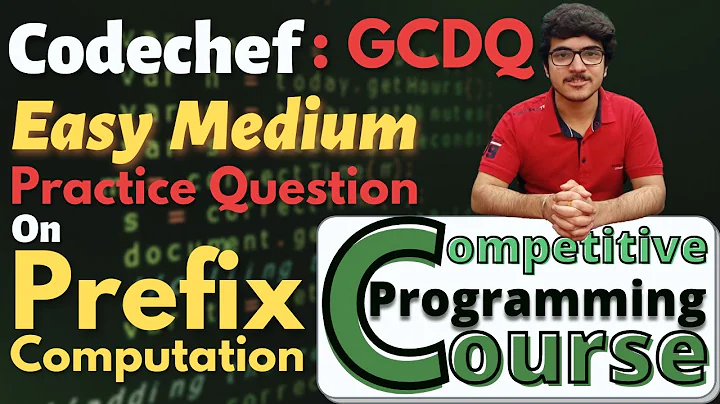 Codechef : GCDQ
Easy Medium
Practice Question
On
Prefix
Computation
Competitive
Programming
Course